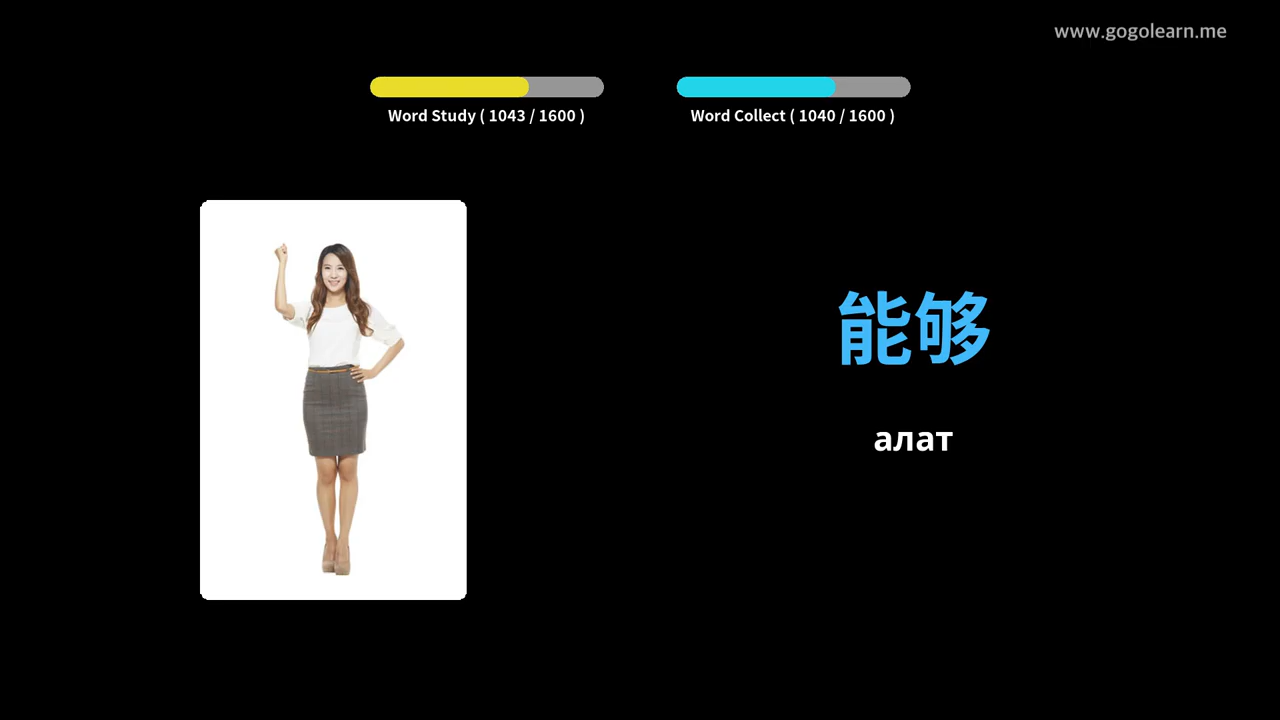 www.gogolearn.me
Word Study ( 1043 / 1600 )
Word Collect ( 1040 / 1600 )
能够
алат